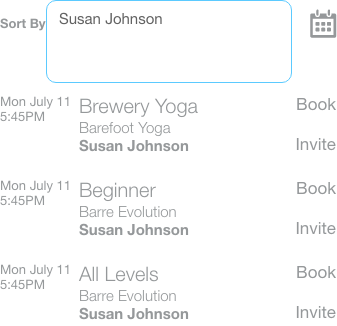 Sort By
Susan Johnson
Mon July 11
5:45PM
Brewery Yoga
Barefoot Yoga
Susan Johnson
Book
Invite
Mon July 11
5:45PM
Beginner
Barre Evolution
Susan Johnson
Book
Invite
Mon July 11
5:45PM
All Levels
Barre Evolution
Susan Johnson
Book
Invite